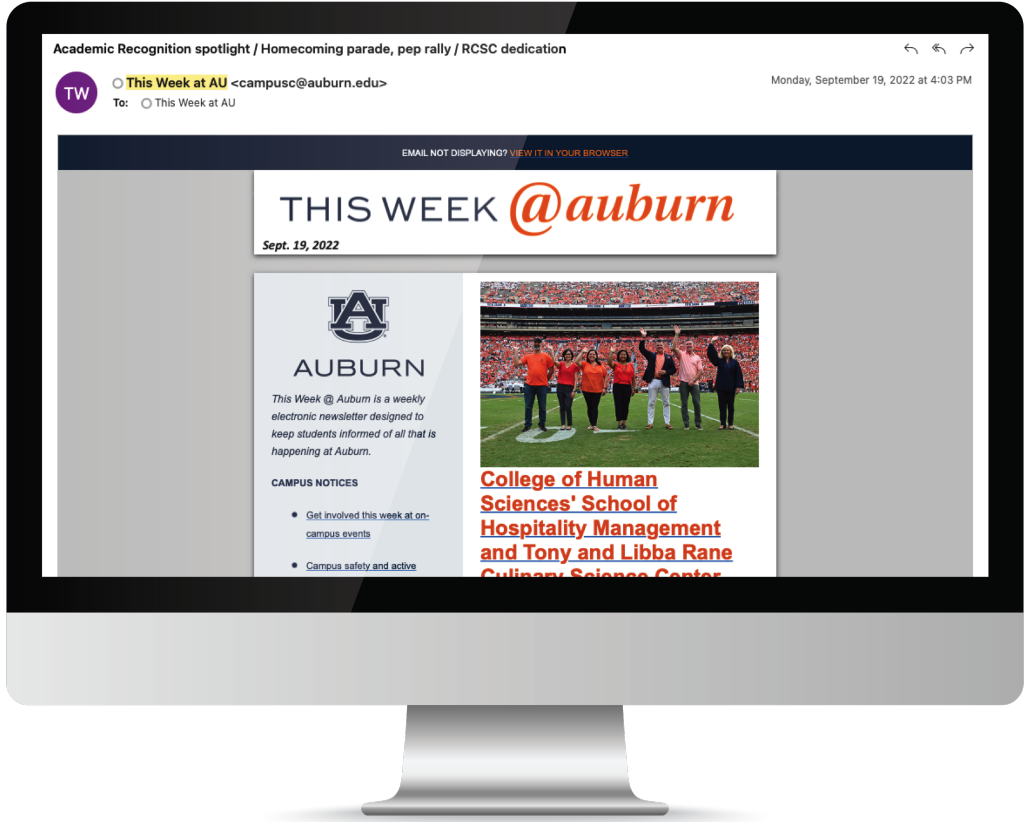 Academic Recognition spotlight / Homecoming parade, pep rally / RCSC dedication
TW
This Week at AU <campusc@auburn.edu>
Monday, September 19, 2022 at 4:03 PM
To: This Week at AU
EMAIL NOT DISPLAYING? VIEW IT IN YOUR BROWSER
THIS WEEK @auburn
Sept. 19, 2022
AU
AUBURN
This Week @ Auburn is a weekly
electronic newsletter designed to
keep students informed of all that is
happening at Auburn.
CAMPUS NOTICES
Get involved this week at on-
campus events
Campus safety and active
College of Human
Sciences' School of
Hospitality Management
and Tony and Libba Rane
Culinary Science Center